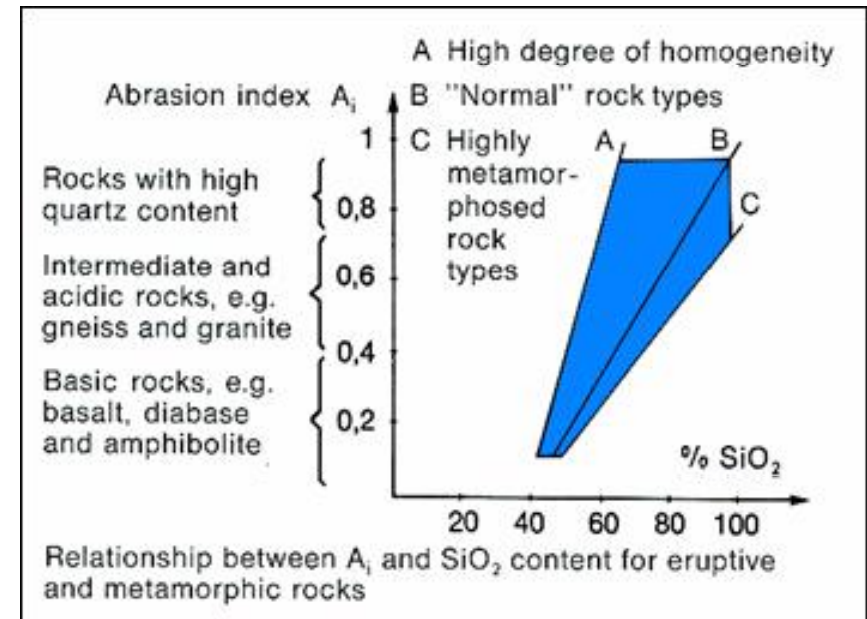 A High degree of homogeneity
Abrasion index Ai
B "Normal" rock types
C Highly
metamor-
phosed
rock
types
1
0,8
0,6
0,4
0,2
Rocks with high
quartz content
Intermediate and
acidic rocks, e.g.
gneiss and granite
Basic rocks, e.g.
basalt, diabase
and amphibolite
A
B
C
% SiO2
20 40 60 80 100
Relationship between Ai and SiO2 content for eruptive
and metamorphic rocks